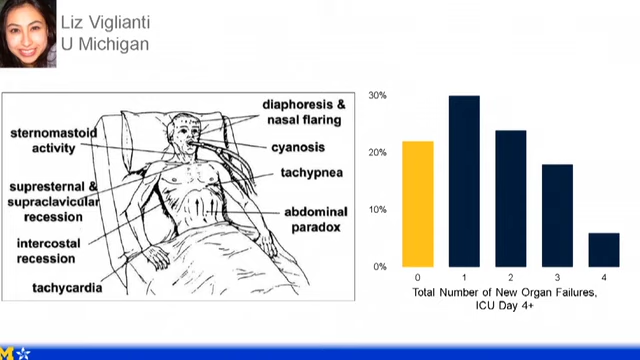 Liz Viglianti
U Michigan
sternomastoid
activity
supresternal &
supraclavicular
recession
intercostal
recession
tachycardia
diaphoresis &
nasal flaring
cyanosis
tachypnea
abdominal
paradox
30%
20%
10%
0%
0 1 2 3 4
Total Number of New Organ Failures,
ICU Day 4+
M